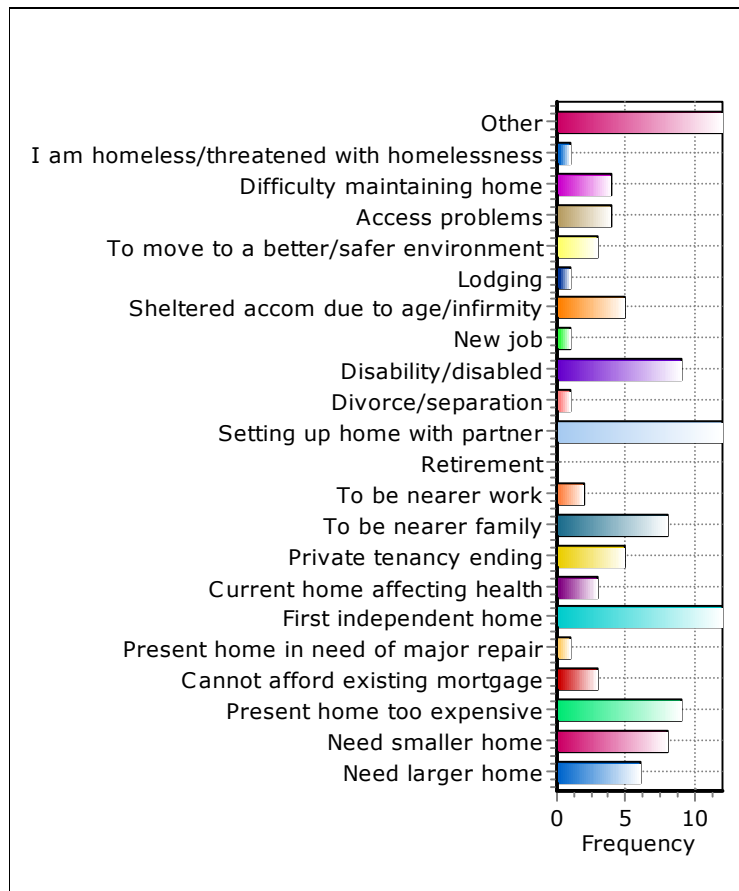 Other
I am homeless/threatened with homelessness
Difficulty maintaining home
Access problems
To move to a better/safer environment
Lodging
Sheltered accom due to age/infirmity
New job
Disability/disabled
Divorce/separation
Setting up home with partner
Retirement
To be nearer work
To be nearer family
Private tenancy ending
Current home affecting health
First independent home
Present home in need of major repair
Cannot afford existing mortgage
Present home too expensive
Need smaller home
Need larger home
0 5 10
Frequency